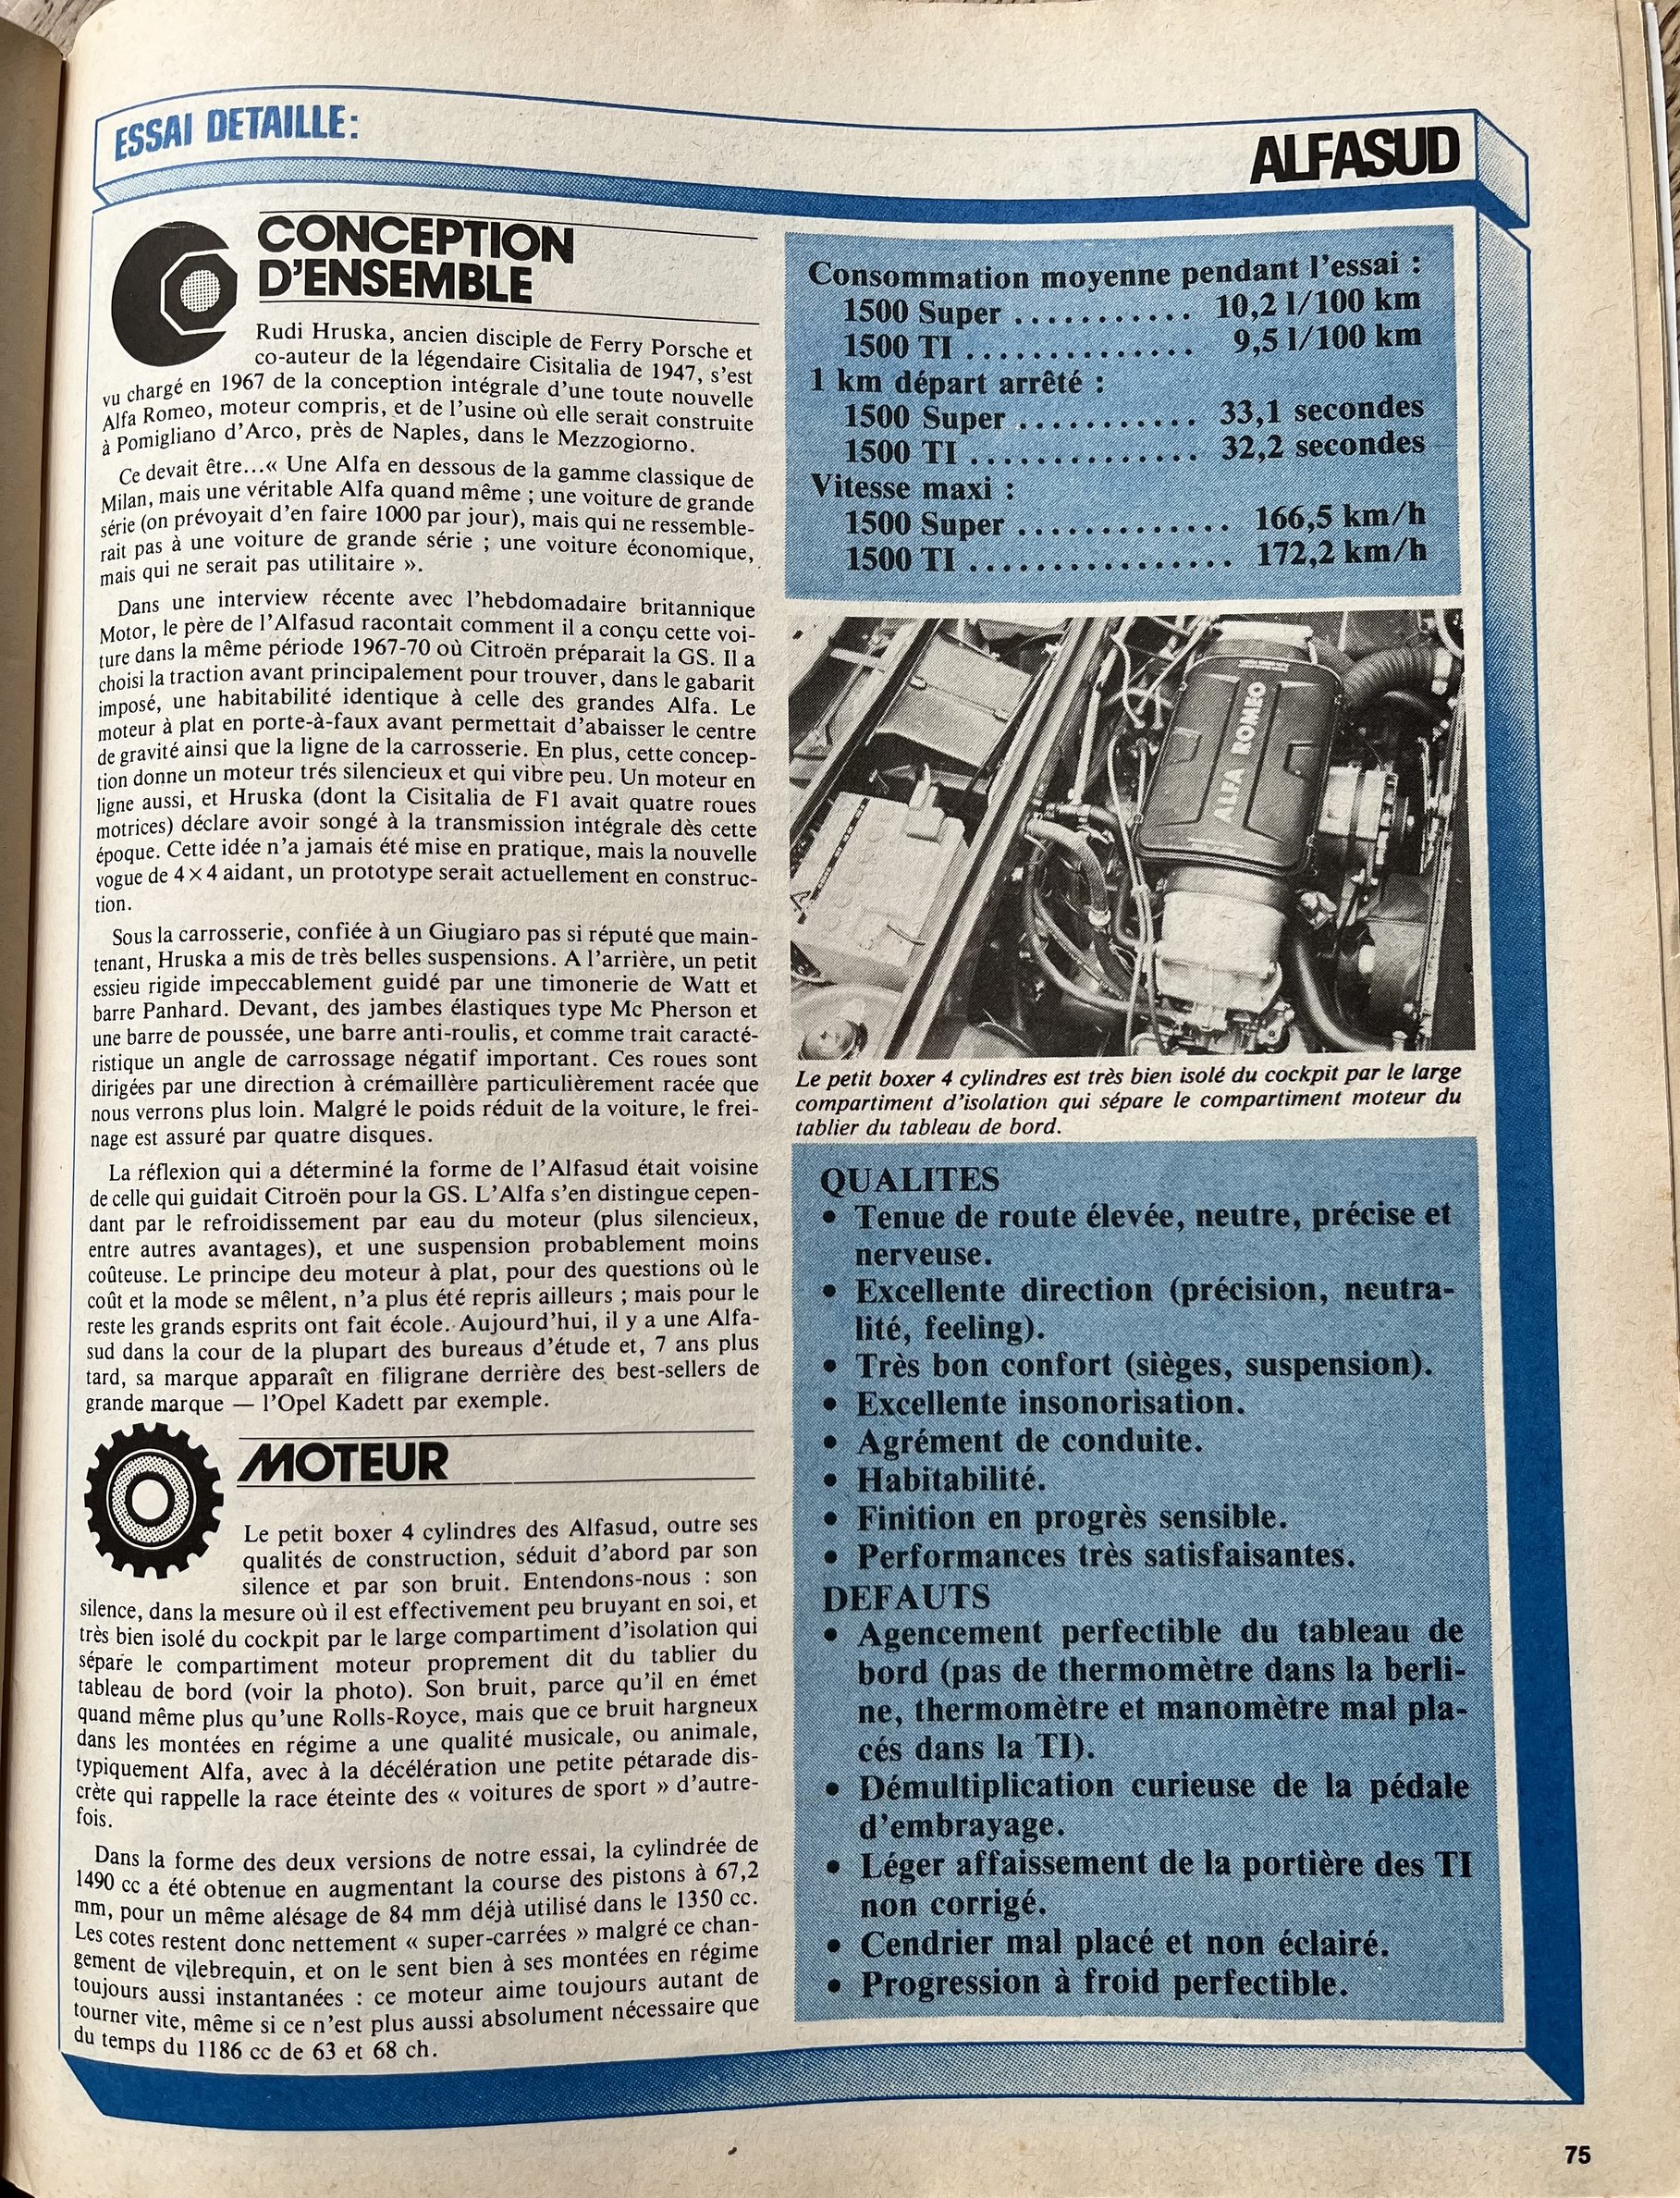 ESSAI DETAILLE:
ALFASUD
CONCEPTION
D'ENSEMBLE
Rudi Hruska, ancien disciple de Ferry Porsche et
co-auteur de la légendaire Cisitalia de 1947, s'est
vu chargé en 1967 de la conception intégrale d'une toute nouvelle
Alfa Romeo, moteur compris, et de l'usine où elle serait construite
à Pomigliano d'Arco, près de Naples, dans le Mezzogiorno.
Ce devait être...« Une Alfa en dessous de la gamme classique de
Milan, mais une véritable Alfa quand même ; une voiture de grande
série (on prévoyait d'en faire 1000 par jour), mais qui ne ressemble-
rait pas à une voiture de grande série ; une voiture économique,
mais qui ne serait pas utilitaire ».
Dans une interview récente avec l'hebdomadaire britannique
Motor, le père de l'Alfasud racontait comment il a conçu cette voi-
ture dans la même période 1967-70 où Citroën préparait la GS. Il a
choisi la traction avant principalement pour trouver, dans le gabarit
imposé, une habitabilité identique à celle des grandes Alfa. Le
moteur à plat en porte-à-faux avant permettait d'abaisser le centre
de gravité ainsi que la ligne de la carrosserie. En plus, cette concep-
tion donne un moteur trés silencieux et qui vibre peu. Un moteur en
ligne aussi, et Hruska (dont la Cisitalia de F1 avait quatre roues
motrices) déclare avoir songé à la transmission intégrale dès cette
époque. Cette idée n'a jamais été mise en pratique, mais la nouvelle
vogue de 4×4 aidant, un prototype serait actuellement en construc-
tion.
Sous la carrosserie, confiée à un Giugiaro pas si réputé que main-
tenant, Hruska a mis de très belles suspensions. A l'arrière, un petit
essieu rigide impeccablement guidé par une timonerie de Watt et
barre Panhard. Devant, des jambes élastiques type Mc Pherson et
une barre de poussée, une barre anti-roulis, et comme trait caracté-
ristique un angle de carrossage négatif important. Ces roues sont
dirigées par une direction à crémaillère particulièrement racée que
nous verrons plus loin. Malgré le poids réduit de la voiture, le frei-
nage est assuré par quatre disques.
La réflexion qui a déterminé la forme de l'Alfasud était voisine
de celle qui guidait Citroën pour la GS. L'Alfa s'en distingue cepen-
dant par le refroidissement par eau du moteur (plus silencieux,
entre autres avantages), et une suspension probablement moins
coûteuse. Le principe deu moteur à plat, pour des questions où le
coût et la mode se mêlent, n'a plus été repris ailleurs ; mais pour le
reste les grands esprits ont fait école. Aujourd'hui, il y a une Alfa-
sud dans la cour de la plupart des bureaux d'étude et, 7 ans plus
tard, sa marque apparaît en filigrane derrière des best-sellers de
grande marque — l'Opel Kadett par exemple.
MOTEUR
Le petit boxer 4 cylindres des Alfasud, outre ses
qualités de construction, séduit d'abord par son
silence et par son bruit. Entendons-nous : son
silence, dans la mesure où il est effectivement peu bruyant en soi, et
très bien isolé du cockpit par le large compartiment d'isolation qui
sépare le compartiment moteur proprement dit du tablier du
tableau de bord (voir la photo). Son bruit, parce qu'il en émet
quand même plus qu'une Rolls-Royce, mais que ce bruit hargneux
dans les montées en régime a une qualité musicale, ou animale,
typiquement Alfa, avec à la décélération une petite pétarade dis-
crète qui rappelle la race éteinte des « voitures de sport » d'autre-
fois.
Dans la forme des deux versions de notre essai, la cylindrée de
1490 cc a été obtenue en augmentant la course des pistons à 67,2
mm, pour un même alésage de 84 mm déjà utilisé dans le 1350 cc.
Les cotes restent donc nettement « super-carrées » malgré ce chan-
gement de vilebrequin, et on le sent bien à ses montées en régime
toujours aussi instantanées : ce moteur aime toujours autant de
tourner vite, même si ce n'est plus aussi absolument nécessaire que
du temps du 1186 cc de 63 et 68 ch.
Consommation moyenne pendant l'essai :
1500 Super ........... 10,2 l/100 km
1500 TI .............. 9,5 l/100 km
1 km départ arrêté :
1500 Super ........... 33,1 secondes
1500 TI .............. 32,2 secondes
Vitesse maxi :
1500 Super ............. 166,5 km/h
1500 TI ................ 172,2 km/h
ALFA ROMEO
Le petit boxer 4 cylindres est très bien isolé du cockpit par le large
compartiment d'isolation qui sépare le compartiment moteur du
tablier du tableau de bord.
QUALITES
• Tenue de route élevée, neutre, précise et
nerveuse.
• Excellente direction (précision, neutra-
lité, feeling).
• Très bon confort (sièges, suspension).
• Excellente insonorisation.
• Agrément de conduite.
• Habitabilité.
• Finition en progrès sensible.
• Performances très satisfaisantes.
DEFAUTS
• Agencement perfectible du tableau de
bord (pas de thermomètre dans la berli-
ne, thermomètre et manomètre mal pla-
cés dans la TI).
• Démultiplication curieuse de la pédale
d'embrayage.
• Léger affaissement de la portière des TI
non corrigé.
• Cendrier mal placé et non éclairé.
• Progression à froid perfectible.
75